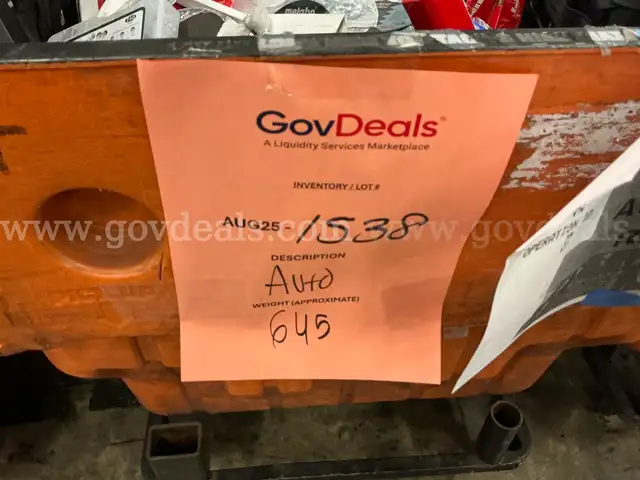 metabo
GovDeals
A Liquidity Services Marketplace
INVENTORY / LOT #
AUG25 - 1538
DESCRIPTION
Auto
WEIGHT (APPROXIMATE)
645
www.govdeals.com
www.govdeals.com